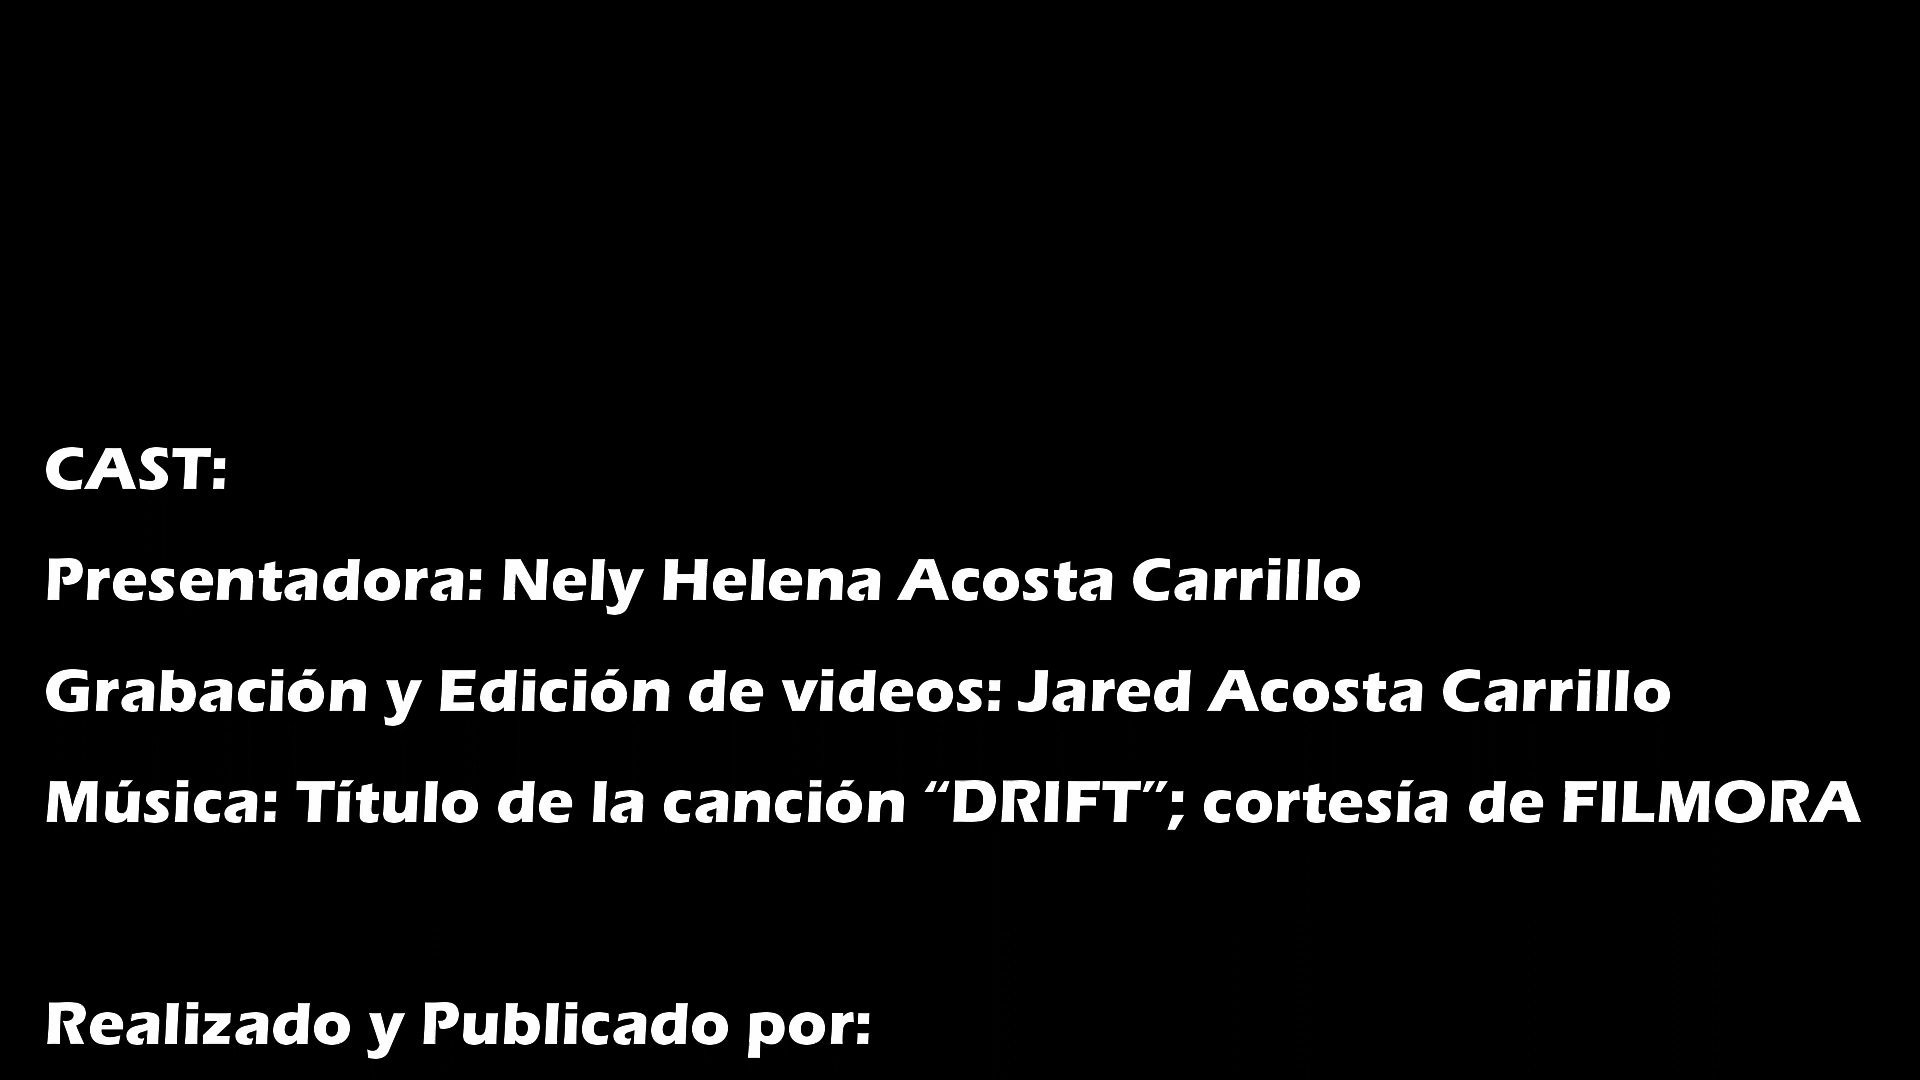 CAST:
Presentadora: Nely Helena Acosta Carrillo
Grabación y Edición de videos: Jared Acosta Carrillo
Música: Título de la canción “DRIFT”; cortesía de FILMORA
Realizado y Publicado por: